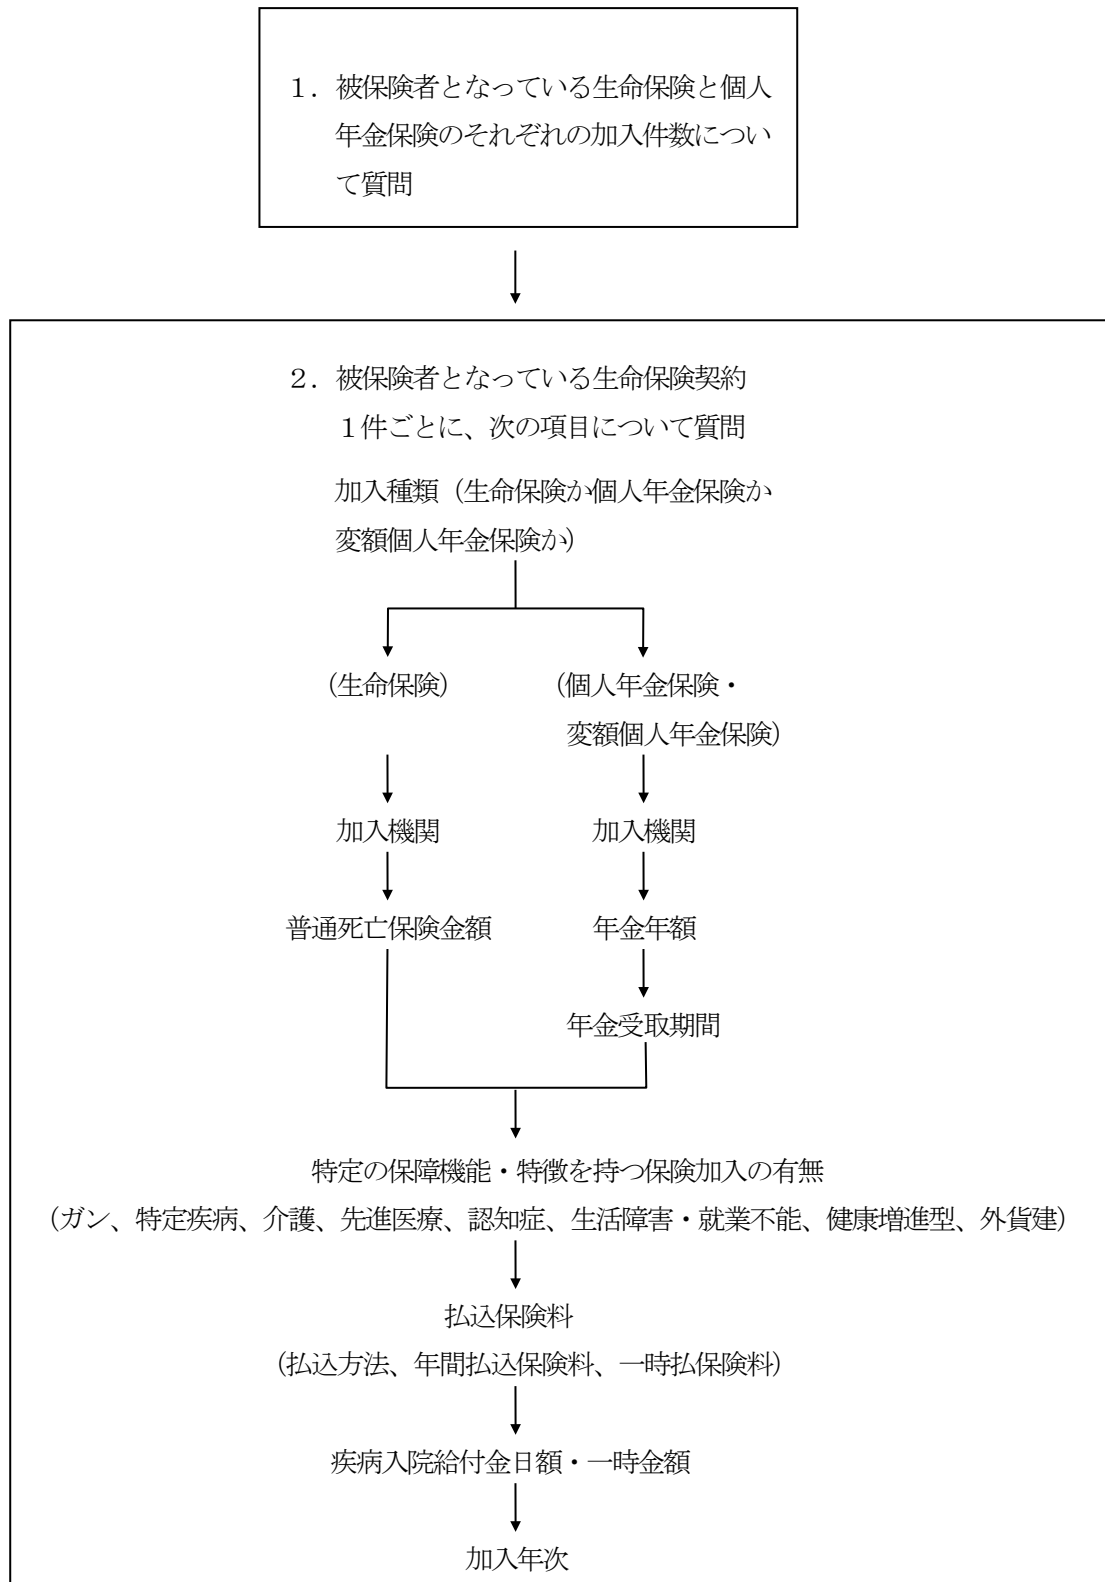 １．被保険者となっている生命保険と個人
年金保険のそれぞれの加入件数につい
て質問
２．被保険者となっている生命保険契約
１件ごとに、次の項目について質問
加入種類（生命保険か個人年金保険か
変額個人年金保険か）
（生命保険）
（個人年金保険・
変額個人年金保険）
加入機関
加入機関
普通死亡保険金額
年金年額
年金受取期間
特定の保障機能・特徴を持つ保険加入の有無
（ガン、特定疾病、介護、先進医療、認知症、生活障害・就業不能、健康増進型、外貨建）
払込保険料
（払込方法、年間払込保険料、一時払保険料）
疾病入院給付金日額・一時金額
加入年次